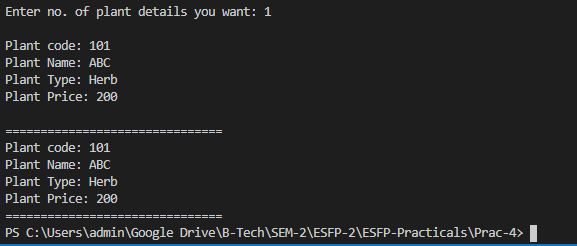 Enter no. of plant details you want: 1
Plant code: 101
Plant Name: ABC
Plant Type: Herb
Plant Price: 200
===============================
Plant code: 101
Plant Name: ABC
Plant Type: Herb
Plant Price: 200
===============================
PS C:\Users\admin\Google Drive\B-Tech\SEM-2\ESFP-2\ESFP-Practicals\Prac-4>